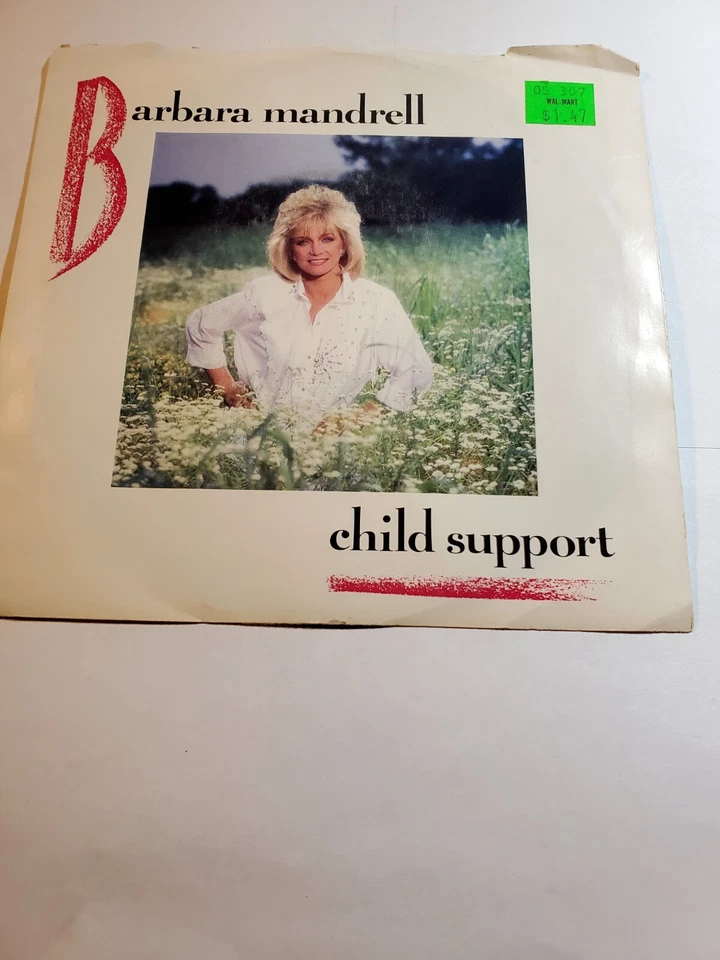 Barbara mandrell
05 307
WAL MART
$1.47
child support